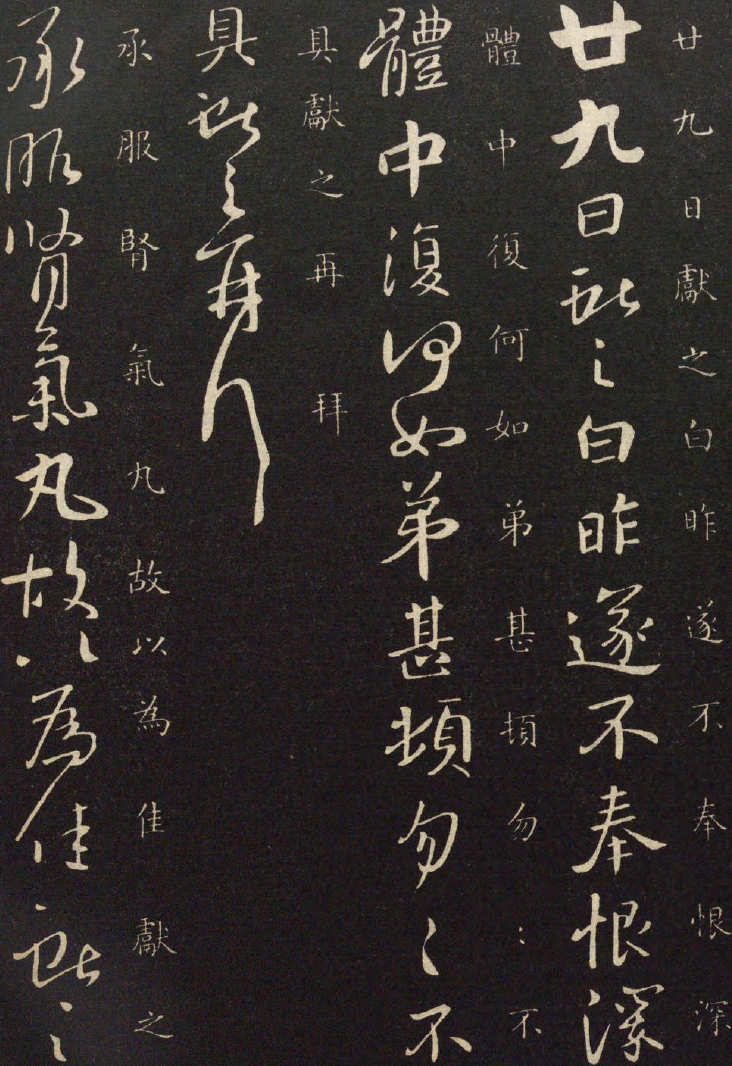 廿九日獻之白昨遂不奉恨深
廿九日獻之白昨遂不奉恨深
體中復何如弟甚頓勿：不
體中復何如弟甚頓勿〻不
具獻之再拜
具獻之再拜
承服腎氣丸故以為佳獻之
承服腎氣丸故以為佳獻之